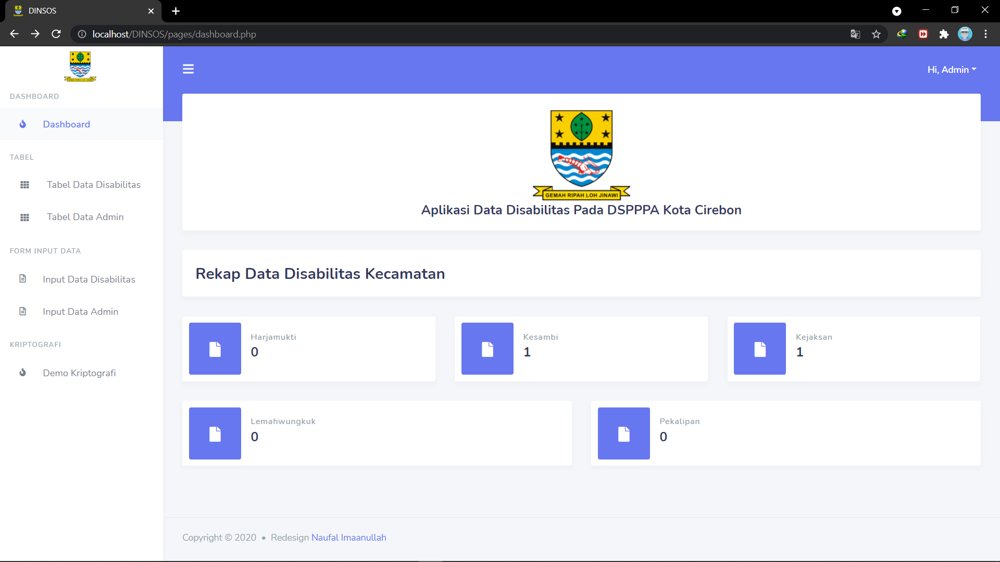 DINSOS
localhost/DINSOS/pages/dashboard.php
Hi, Admin
DASHBOARD
Dashboard
TABEL
Tabel Data Disabilitas
Tabel Data Admin
FORM INPUT DATA
Input Data Disabilitas
Input Data Admin
KRIPTOGRAFI
Demo Kriptografi
GEMAH RIPAH LOH JINAWI
Aplikasi Data Disabilitas Pada DSPPPA Kota Cirebon
Rekap Data Disabilitas Kecamatan
Harjamukti
0
Kesambi
1
Kejaksan
1
Lemahwungkuk
0
Pekalipan
0
Copyright © 2020 • Redesign Naufal Imaanullah